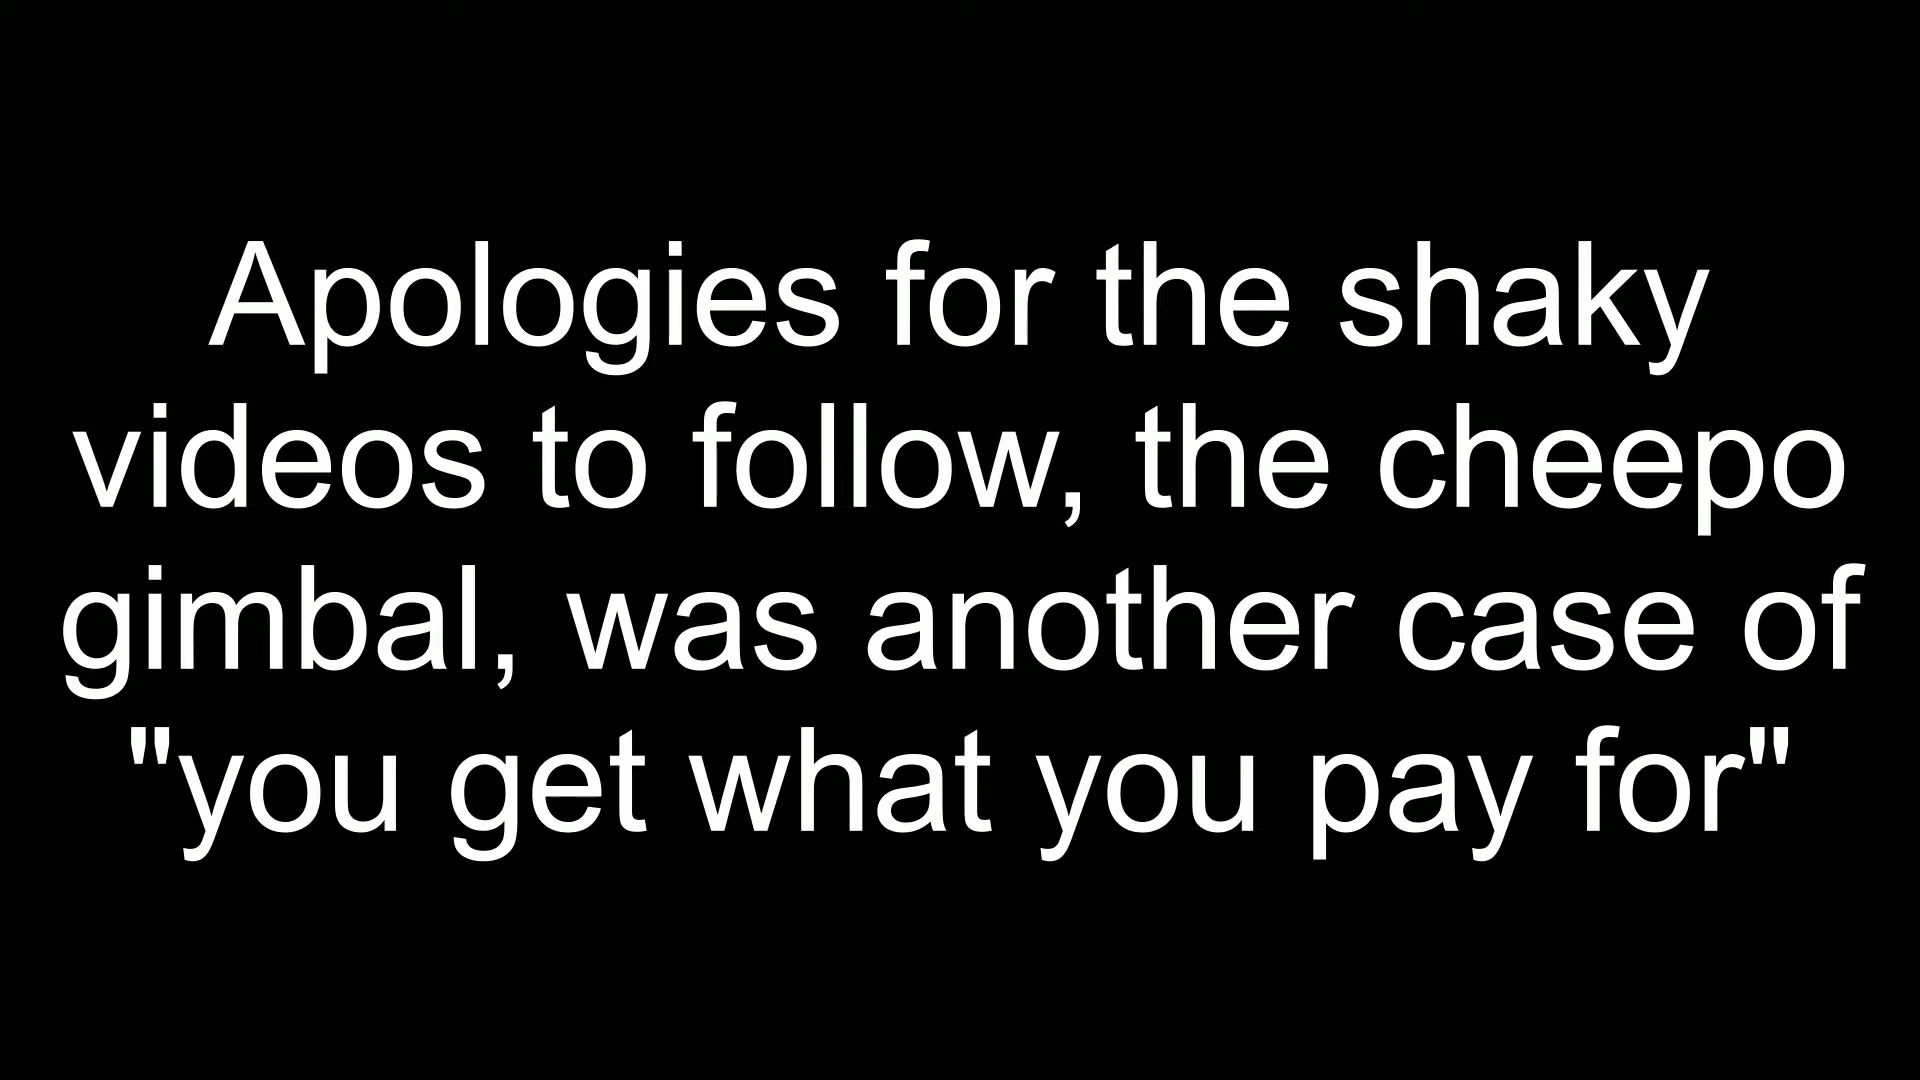 Apologies for the shaky
videos to follow, the cheepo
gimbal, was another case of
"you get what you pay for"